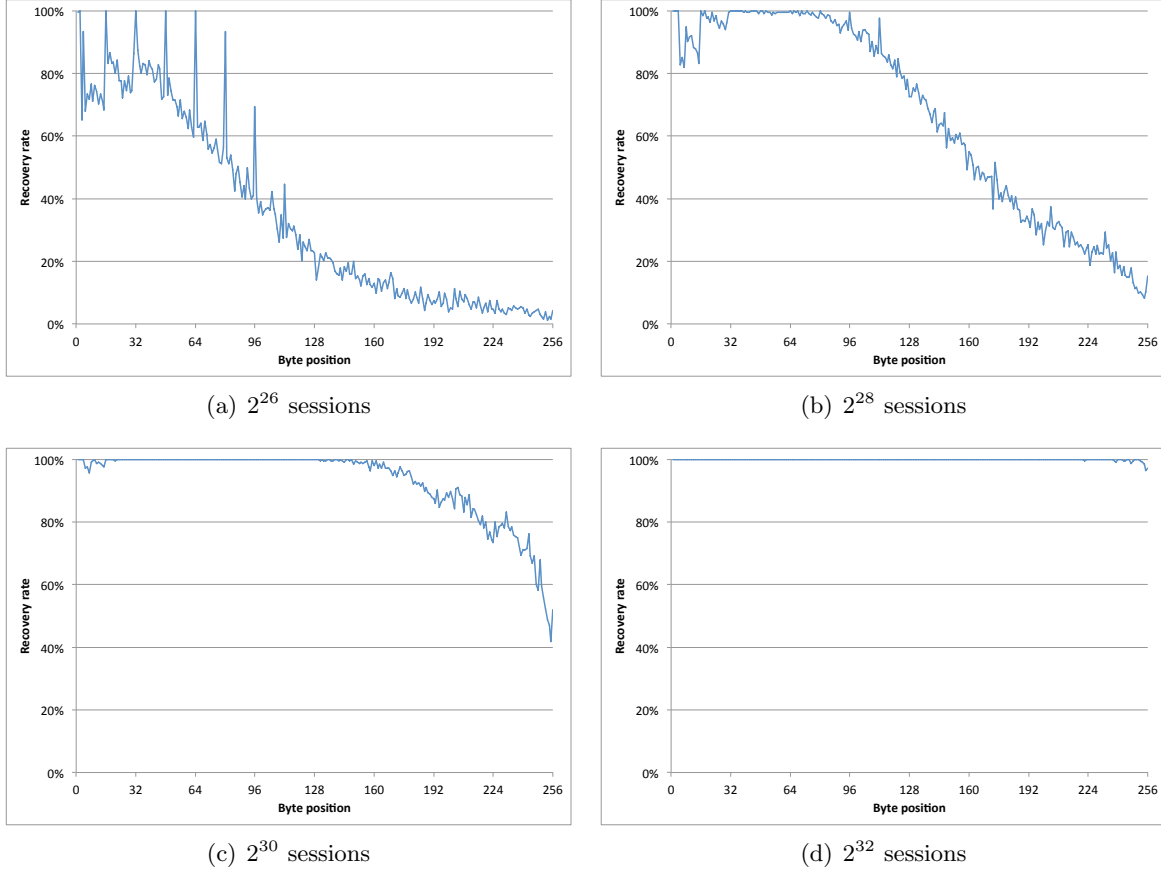 100%
80%
60%
40%
20%
0%
Recovery rate
0 32 64 96 128 160 192 224 256
Byte position
(a) 2^26 sessions
100%
80%
60%
40%
20%
0%
Recovery rate
0 32 64 96 128 160 192 224 256
Byte position
(b) 2^28 sessions
100%
80%
60%
40%
20%
0%
Recovery rate
0 32 64 96 128 160 192 224 256
Byte position
(c) 2^30 sessions
100%
80%
60%
40%
20%
0%
Recovery rate
0 32 64 96 128 160 192 224 256
Byte position
(d) 2^32 sessions